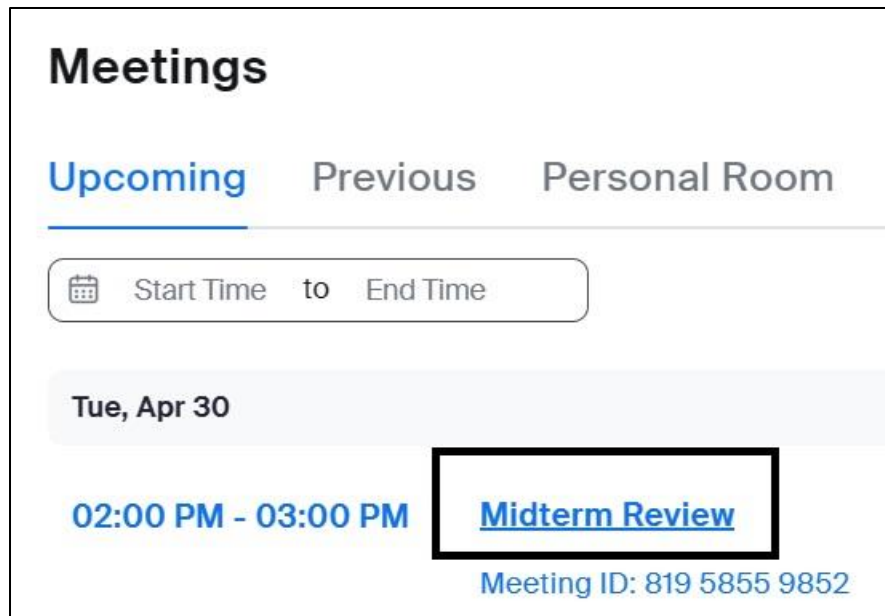 Meetings
Upcoming Previous Personal Room
Start Time to End Time
Tue, Apr 30
02:00 PM - 03:00 PM Midterm Review
Meeting ID: 819 5855 9852